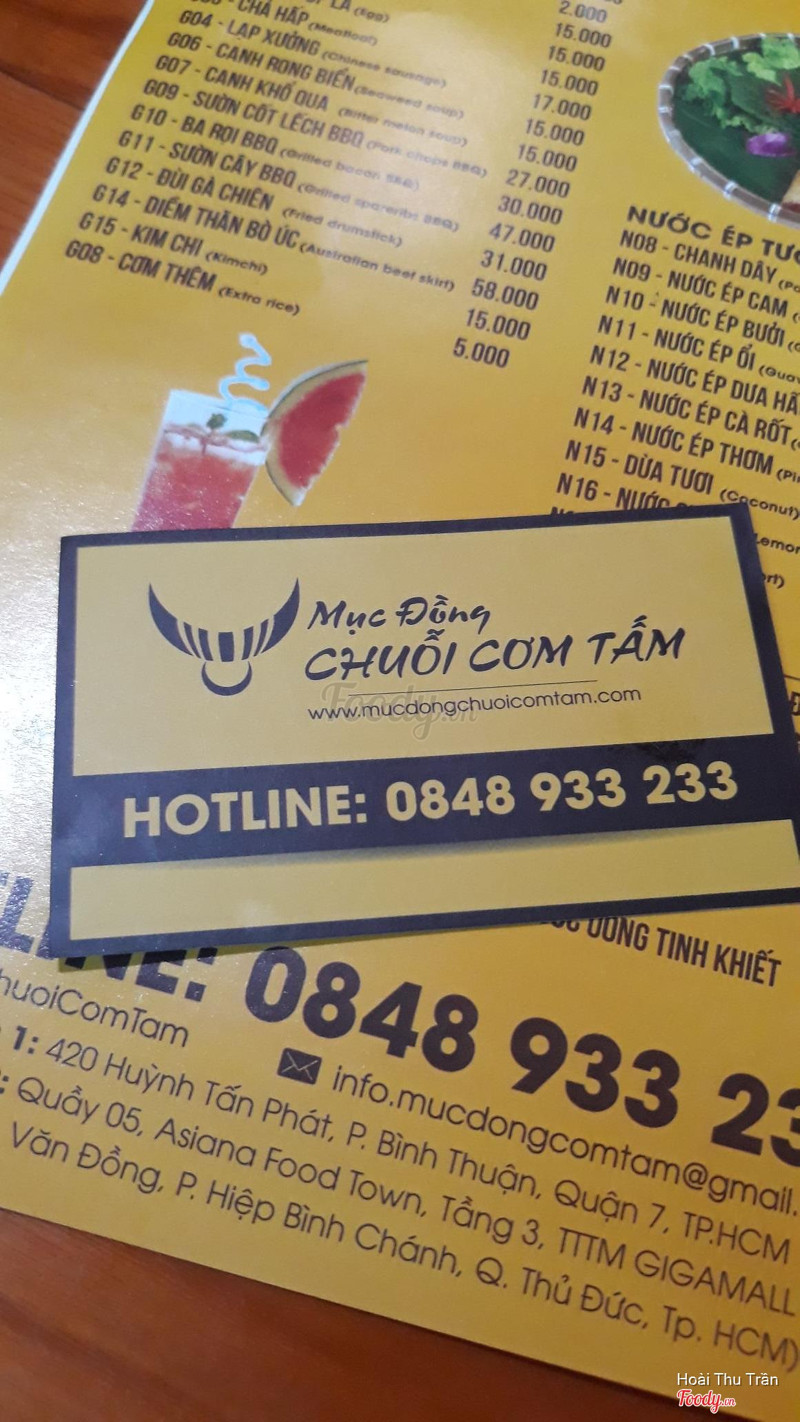 (Egg)
2.000
CHẢ HẤP (Meatloaf)
15.000
G04 - LẠP XƯỞNG (Chinese sausage)
15.000
G06 - CANH RONG BIỂN (Seaweed soup)
15.000
G07 - CANH KHỔ QUA (Bitter melon soup)
17.000
G09 - SƯỜN CỐT LẾCH BBQ (Pork chops BBQ)
15.000
G10 - BA RỌI BBQ (Grilled bacon BBQ)
15.000
G11 - SƯỜN CÂY BBQ (Grilled spareribs BBQ)
27.000
G12 - ĐÙI GÀ CHIÊN (Fried drumstick)
30.000
G14 - DIỀM THĂN BÒ ÚC (Australian beef skirt)
47.000
G15 - KIM CHI (Kimchi)
31.000
G08 - CƠM THÊM (Extra rice)
58.000
15.000
5.000
NƯỚC ÉP
N08 - CHANH DÂY
N09 - NƯỚC ÉP CAM
N10 - NƯỚC ÉP BƯỞI
N11 - NƯỚC ÉP ỔI
N12 - NƯỚC ÉP DƯA
N13 - NƯỚC ÉP CÀ RỐT
N14 - NƯỚC ÉP THƠM
N15 - DỪA TƯƠI (Coconut)
N16 - NƯỚC
Mục Đồng
CHUỖI CƠM TẤM
www.mucdongchuoicomtam.com
Foody.vn
HOTLINE: 0848 933 233
TINH KHIẾT
0848 933
huoiComTam
info.mucdongcomtam@gmail.
1: 420 Huỳnh Tấn Phát, P. Bình Thuận, Quận 7, TP.HCM
Quầy 05, Asiana Food Town, Tầng 3, TTTM GIGAMALL
Văn Đồng, P. Hiệp Bình Chánh, Q. Thủ Đức, Tp. HCM)
Hoài Thu Trần
Foody.vn